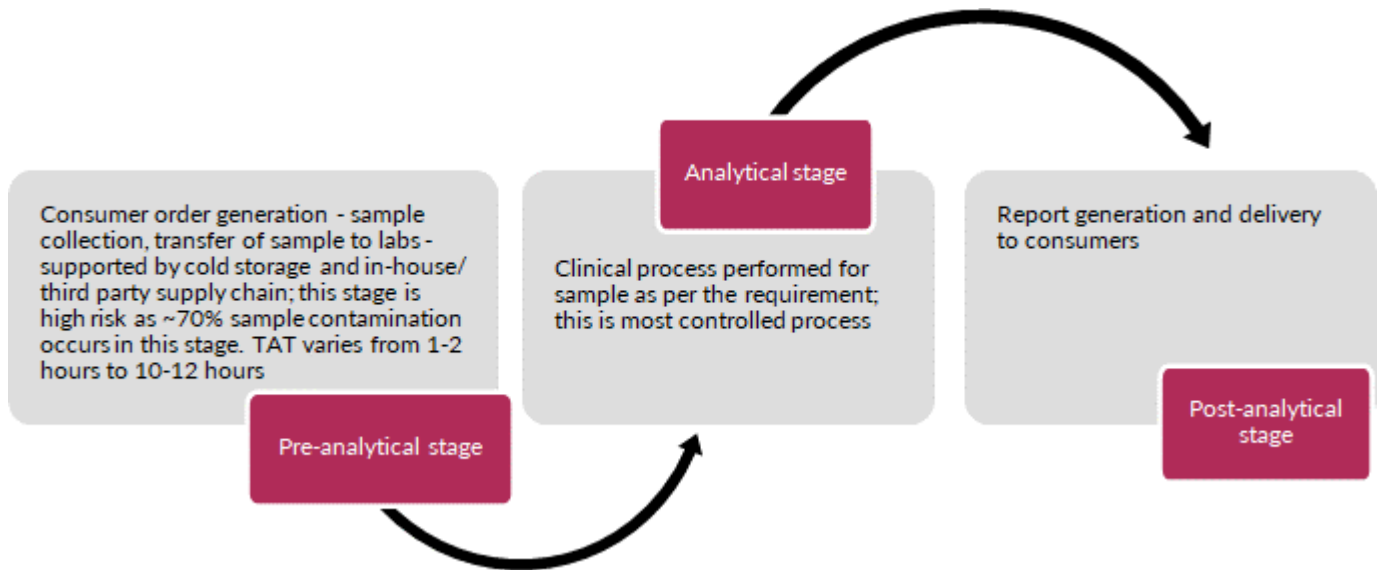 Consumer order generation - sample
collection, transfer of sample to labs -
supported by cold storage and in-house/
third party supply chain; this stage is
high risk as ~70% sample contamination
occurs in this stage. TAT varies from 1-2
hours to 10-12 hours
Pre-analytical stage
Analytical stage
Clinical process performed for
sample as per the requirement;
this is most controlled process
Report generation and delivery
to consumers
Post-analytical
stage